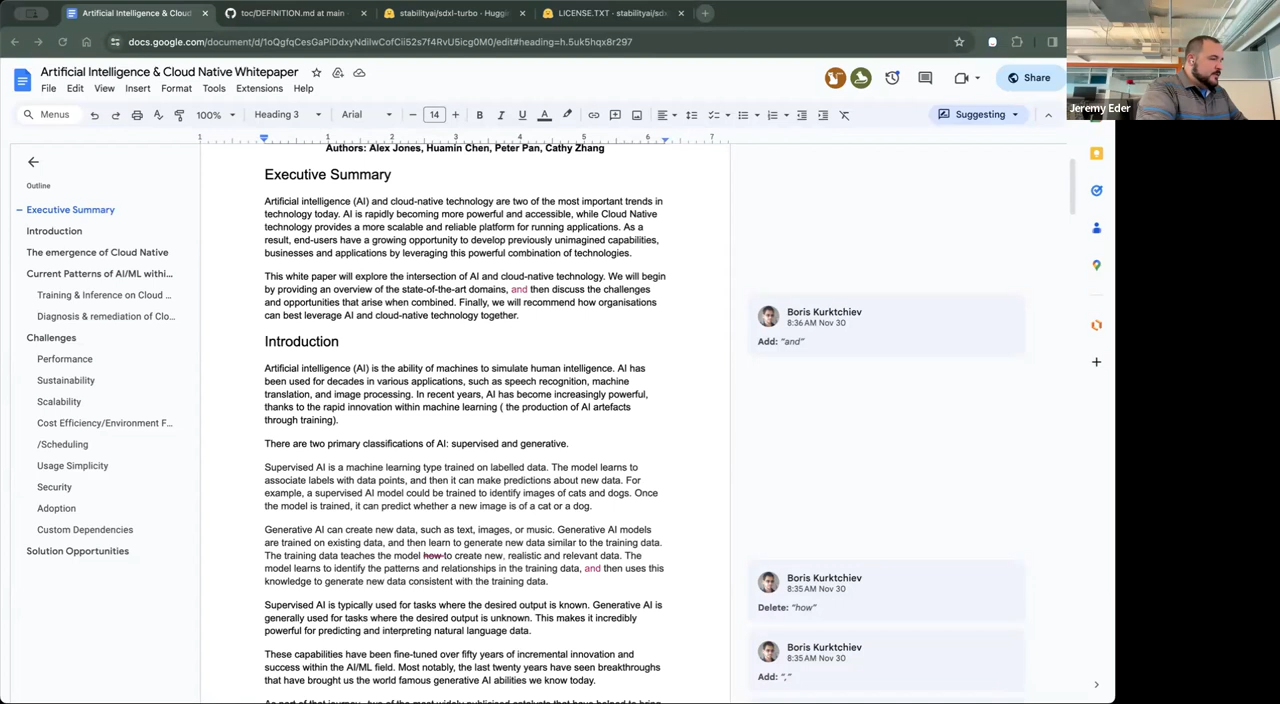 Artificial Intelligence & Cloud
toc/DEFINITION.md at main
stabilityai/sdxl-turbo · Hugg
LICENSE.TXT · stabilityai/sdx
docs.google.com/document/d/1oQgfqCesGaPiDdxyNdilwCofCii52s7f4RvU5icg0M0/edit#heading=h.5uk5hqx8r297
Jeremy Eder
Artificial Intelligence & Cloud Native Whitepaper
File Edit View Insert Format Tools Extensions Help
Share
Menus 100% Heading 3 Arial 14 B I U A Suggesting
1 1 2 3 4 5 6 7
Outline
Executive Summary
Introduction
The emergence of Cloud Native
Current Patterns of AI/ML withi...
Training & Inference on Cloud ...
Diagnosis & remediation of Clo...
Challenges
Performance
Sustainability
Scalability
Cost Efficiency/Environment F...
/Scheduling
Usage Simplicity
Security
Adoption
Custom Dependencies
Solution Opportunities
Authors: Alex Jones, Huamin Chen, Peter Pan, Cathy Zhang
Executive Summary
Artificial intelligence (AI) and cloud-native technology are two of the most important trends in
technology today. AI is rapidly becoming more powerful and accessible, while Cloud Native
technology provides a more scalable and reliable platform for running applications. As a
result, end-users have a growing opportunity to develop previously unimagined capabilities,
businesses and applications by leveraging this powerful combination of technologies.
This white paper will explore the intersection of AI and cloud-native technology. We will begin
by providing an overview of the state-of-the-art domains, and then discuss the challenges
and opportunities that arise when combined. Finally, we will recommend how organisations
can best leverage AI and cloud-native technology together.
Introduction
Artificial intelligence (AI) is the ability of machines to simulate human intelligence. AI has
been used for decades in various applications, such as speech recognition, machine
translation, and image processing. In recent years, AI has become increasingly powerful,
thanks to the rapid innovation within machine learning ( the production of AI artefacts
through training).
There are two primary classifications of AI: supervised and generative.
Supervised AI is a machine learning type trained on labelled data. The model learns to
associate labels with data points, and then it can make predictions about new data. For
example, a supervised AI model could be trained to identify images of cats and dogs. Once
the model is trained, it can predict whether a new image is of a cat or a dog.
Generative AI can create new data, such as text, images, or music. Generative AI models
are trained on existing data, and then learn to generate new data similar to the training data.
The training data teaches the model how to create new, realistic and relevant data. The
model learns to identify the patterns and relationships in the training data, and then uses this
knowledge to generate new data consistent with the training data.
Supervised AI is typically used for tasks where the desired output is known. Generative AI is
generally used for tasks where the desired output is unknown. This makes it incredibly
powerful for predicting and interpreting natural language data.
These capabilities have been fine-tuned over fifty years of incremental innovation and
success within the AI/ML field. Most notably, the last twenty years have seen breakthroughs
that have brought us the world famous generative AI abilities we know today.
Boris Kurktchiev
8:36 AM Nov 30
Add: "and"
Boris Kurktchiev
8:35 AM Nov 30
Delete: "how"
Boris Kurktchiev
8:35 AM Nov 30
Add: ","